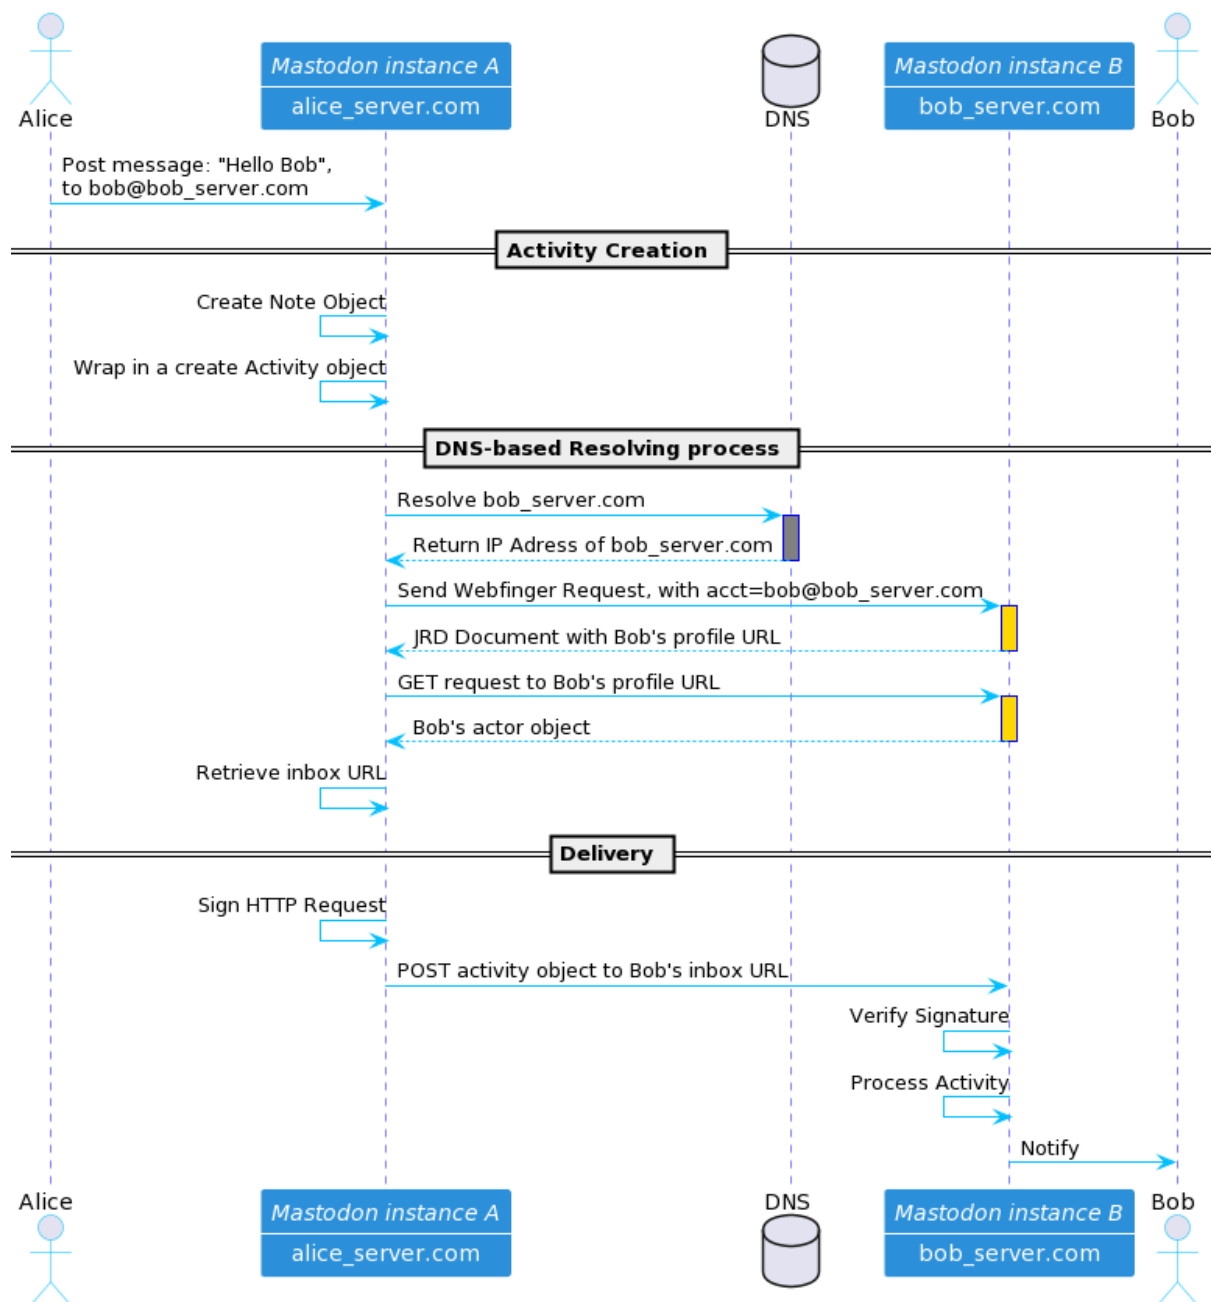 Mastodon instance A
Mastodon instance B
alice_server.com
bob_server.com
Alice
DNS
Bob
Post message: "Hello Bob",
to bob@bob_server.com
Activity Creation
Create Note Object
Wrap in a create Activity object
DNS-based Resolving process
Resolve bob_server.com
Return IP Adress of bob_server.com
Send Webfinger Request, with acct=bob@bob_server.com
JRD Document with Bob's profile URL
GET request to Bob's profile URL
Bob's actor object
Retrieve inbox URL
Delivery
Sign HTTP Request
POST activity object to Bob's inbox URL
Verify Signature
Process Activity
Notify
Alice
DNS
Bob
Mastodon instance A
Mastodon instance B
alice_server.com
bob_server.com